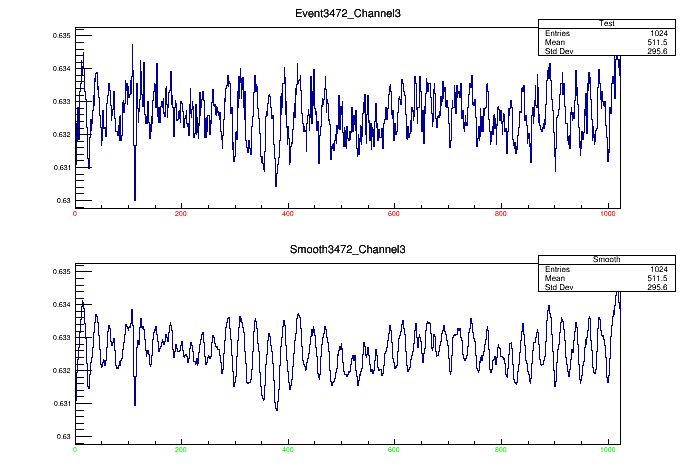 Event3472_Channel3
Test
Entries 1024
Mean 511.5
Std Dev 295.6
0.635
0.634
0.633
0.632
0.631
0.63
0 200 400 600 800 1000
Smooth3472_Channel3
Smooth
Entries 1024
Mean 511.5
Std Dev 295.6
0.635
0.634
0.633
0.632
0.631
0.63
0 200 400 600 800 1000